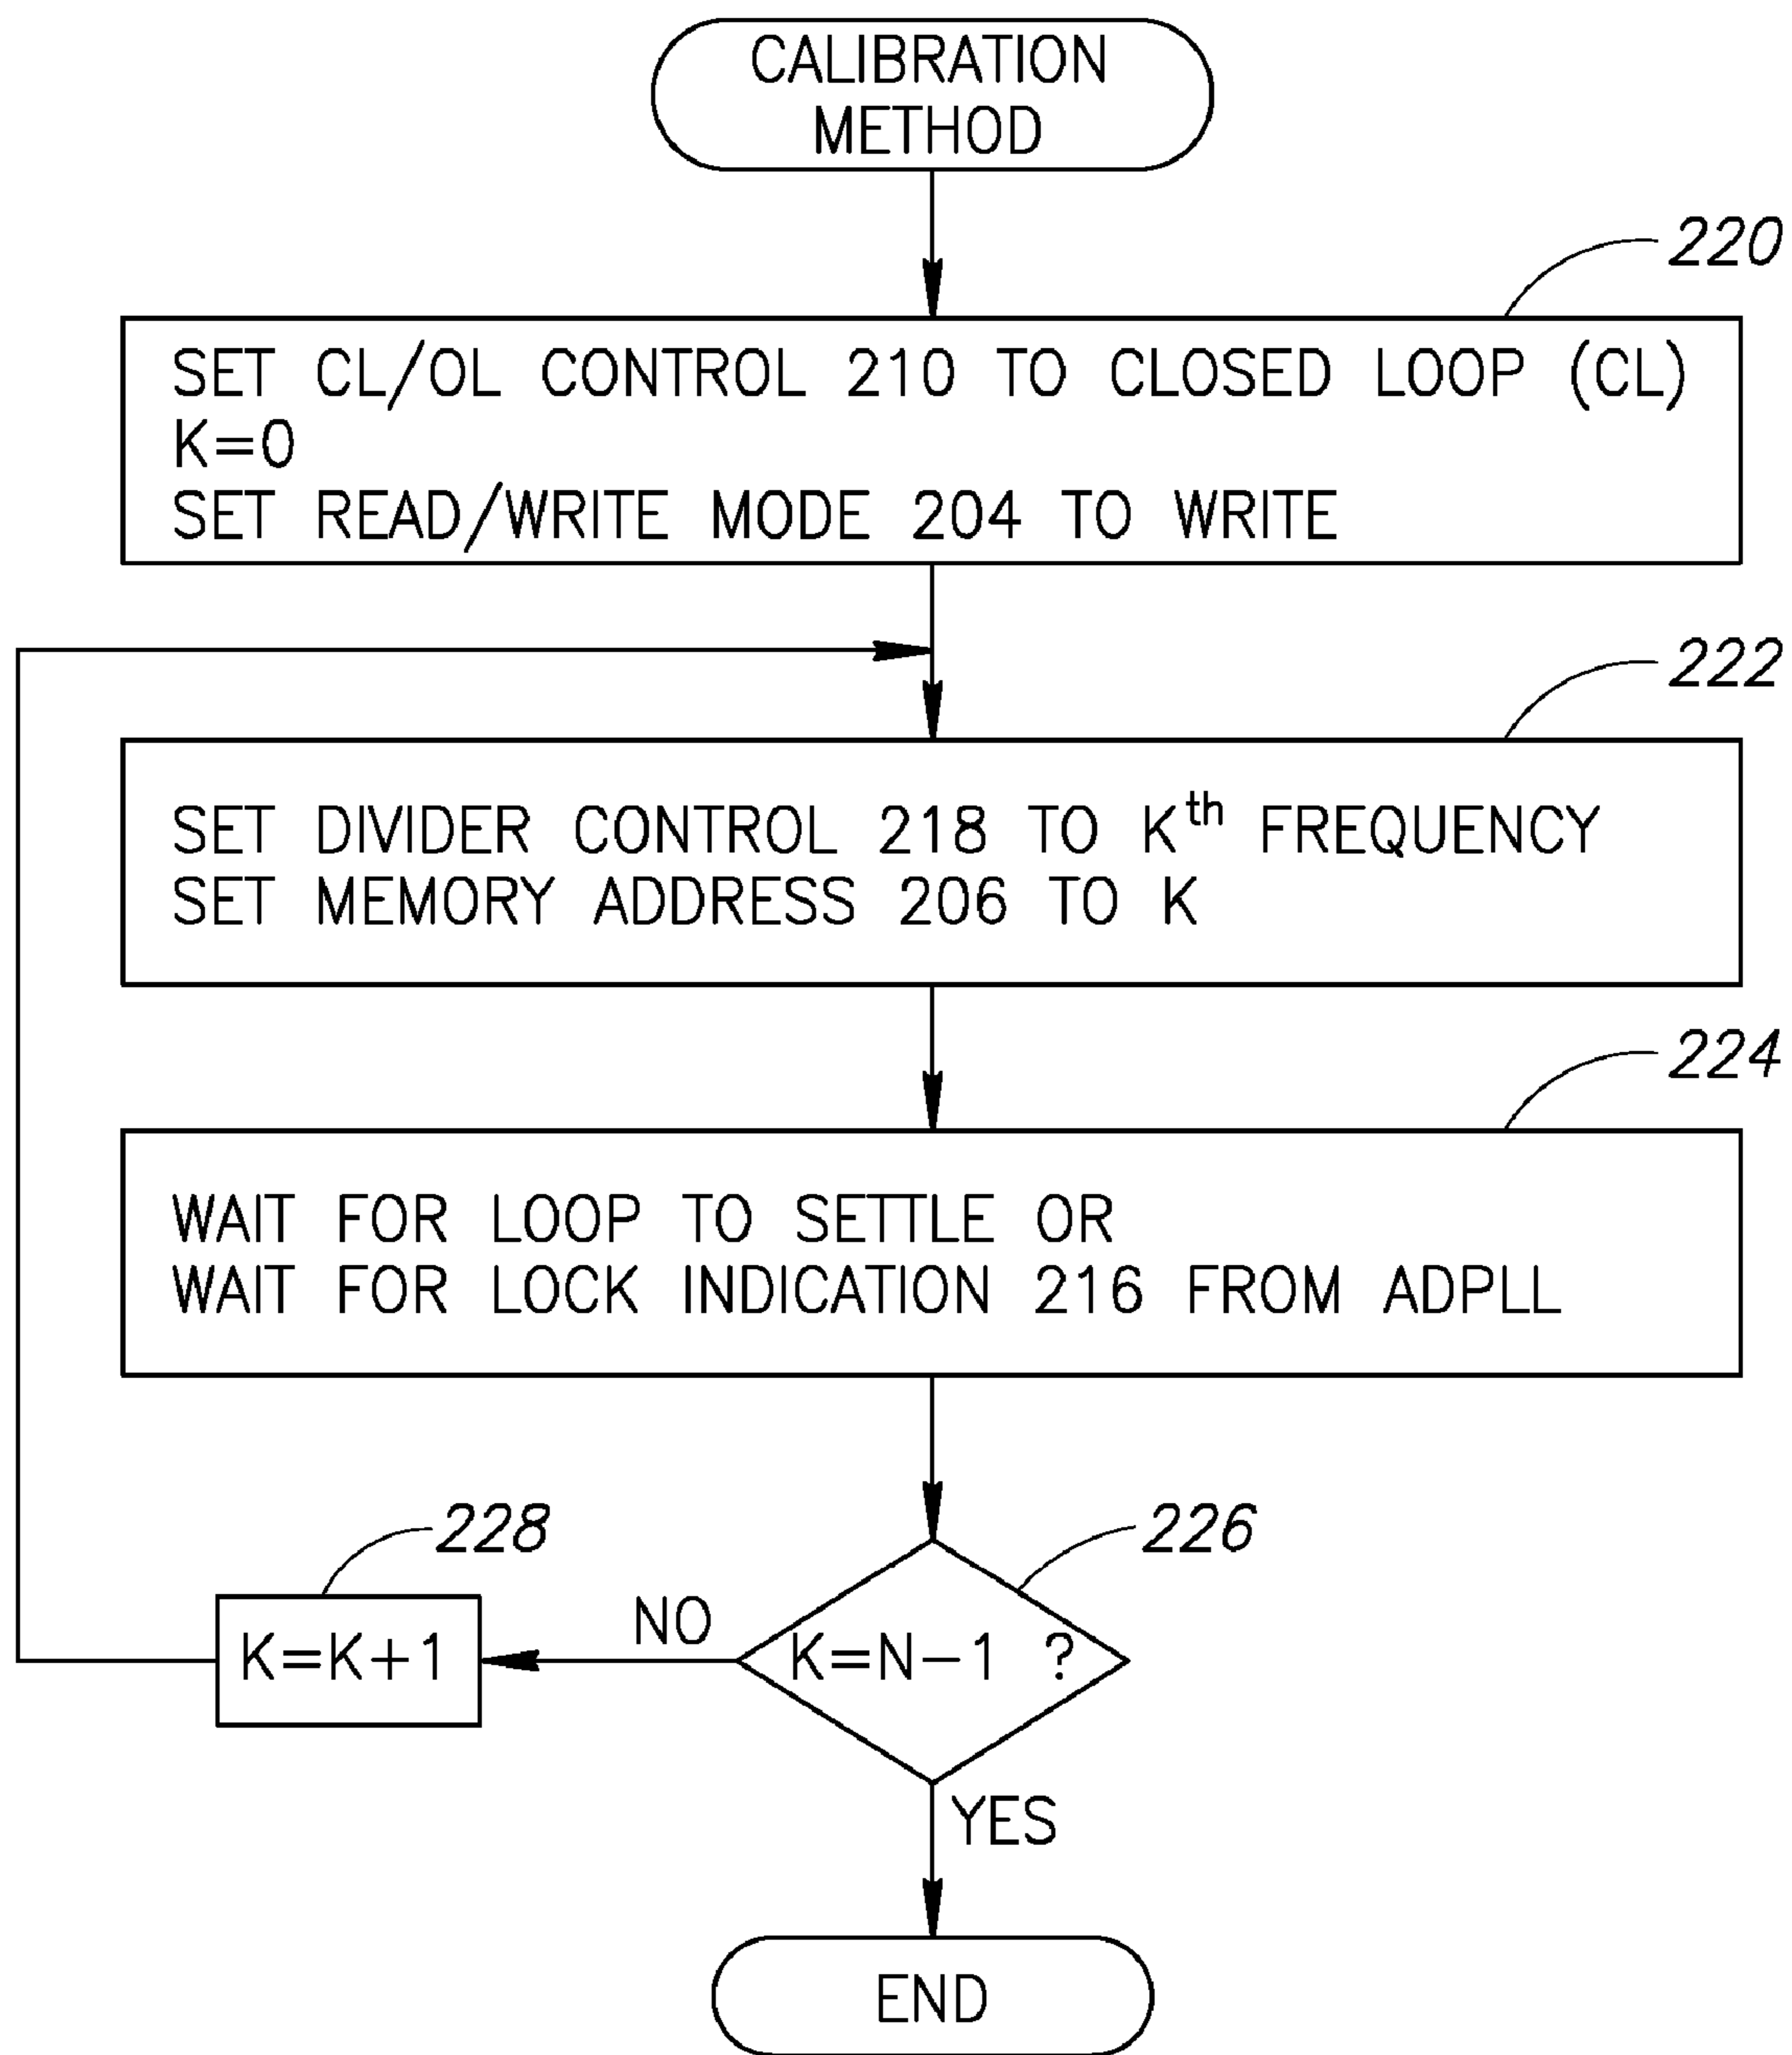 CALIBRATION
METHOD
220
SET CL/OL CONTROL 210 TO CLOSED LOOP (CL)
K=0
SET READ/WRITE MODE 204 TO WRITE
222
SET DIVIDER CONTROL 218 TO Kth FREQUENCY
SET MEMORY ADDRESS 206 TO K
224
WAIT FOR LOOP TO SETTLE OR
WAIT FOR LOCK INDICATION 216 FROM ADPLL
228
226
K=K+1
NO
K=N-1 ?
YES
END